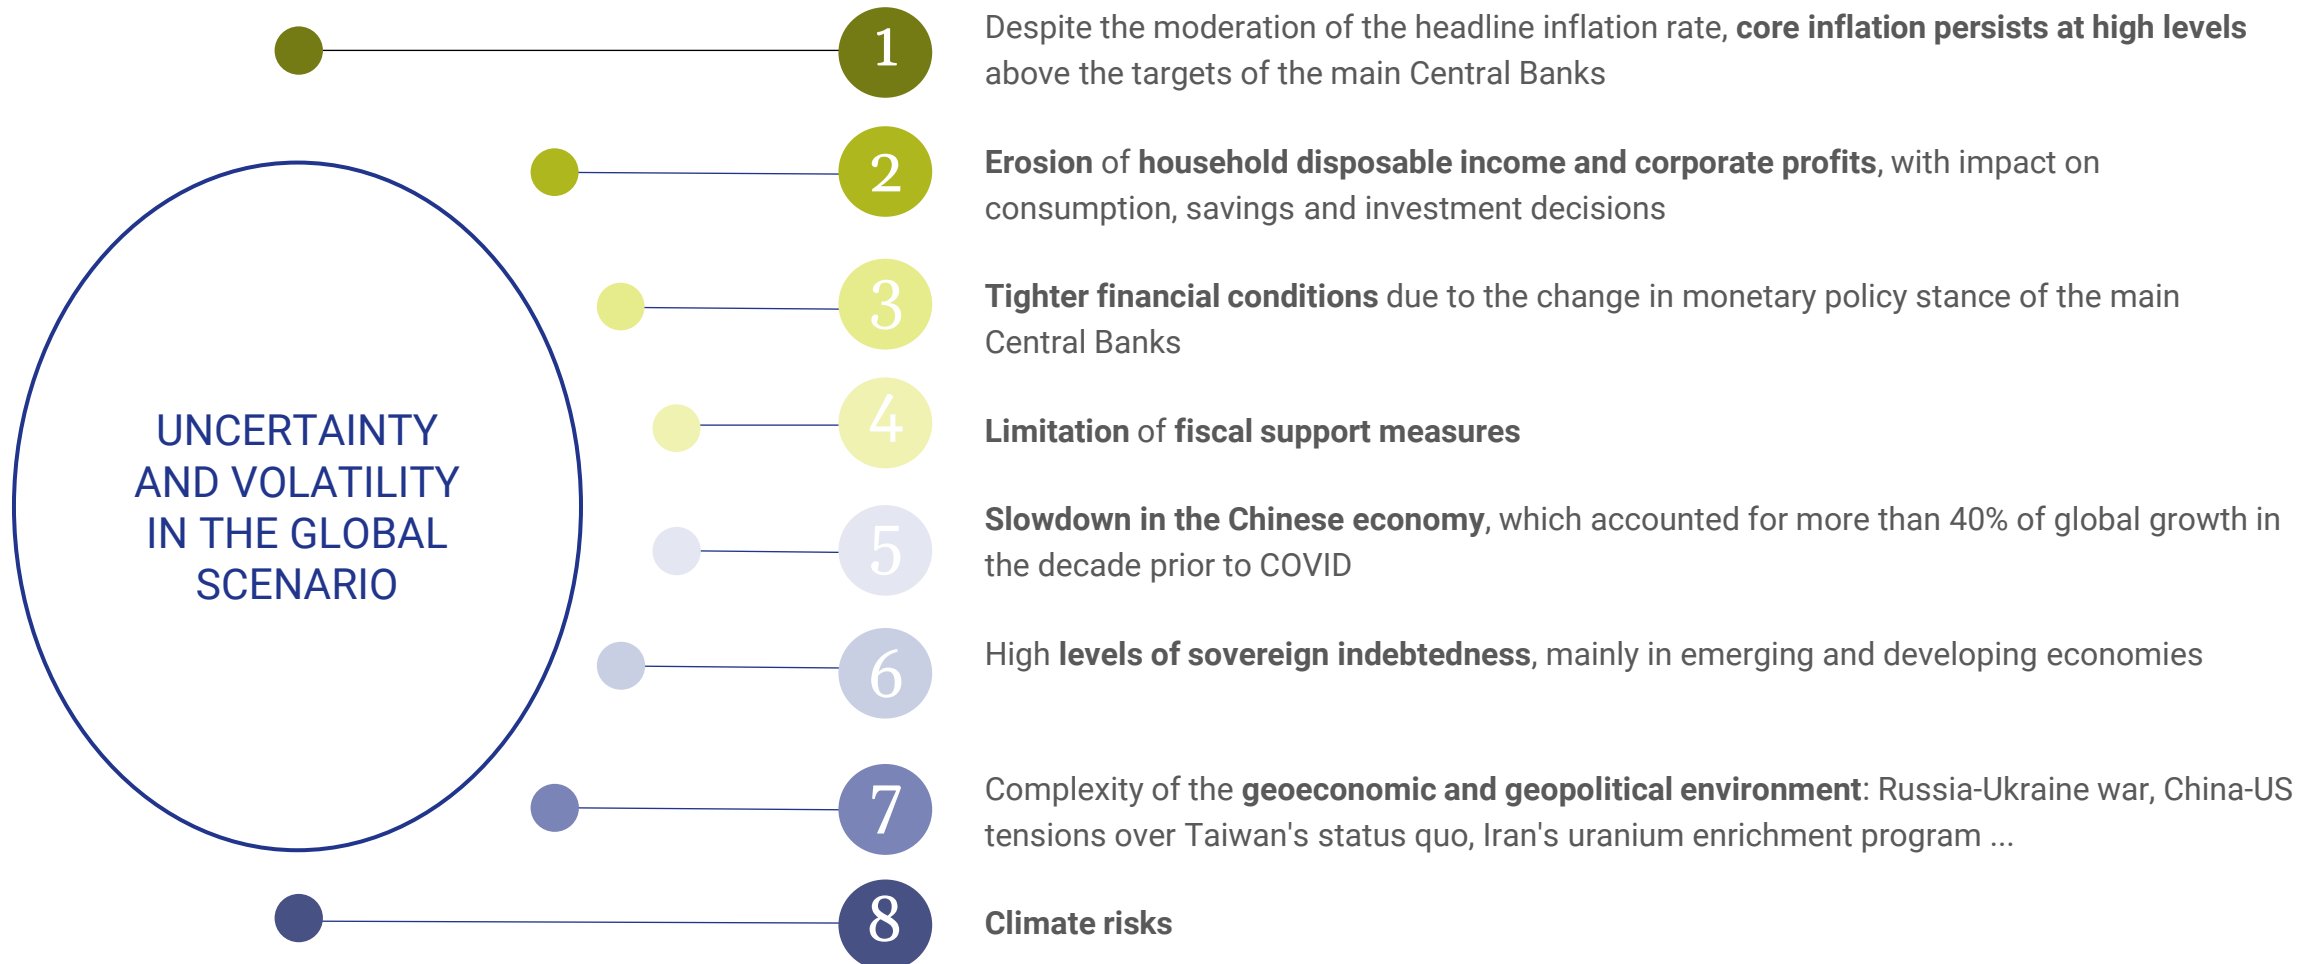 UNCERTAINTY
AND VOLATILITY
IN THE GLOBAL
SCENARIO
1
Despite the moderation of the headline inflation rate, core inflation persists at high levels
above the targets of the main Central Banks
2
Erosion of household disposable income and corporate profits, with impact on
consumption, savings and investment decisions
3
Tighter financial conditions due to the change in monetary policy stance of the main
Central Banks
4
Limitation of fiscal support measures
5
Slowdown in the Chinese economy, which accounted for more than 40% of global growth in
the decade prior to COVID
6
High levels of sovereign indebtedness, mainly in emerging and developing economies
7
Complexity of the geoeconomic and geopolitical environment: Russia-Ukraine war, China-US
tensions over Taiwan's status quo, Iran's uranium enrichment program ...
8
Climate risks